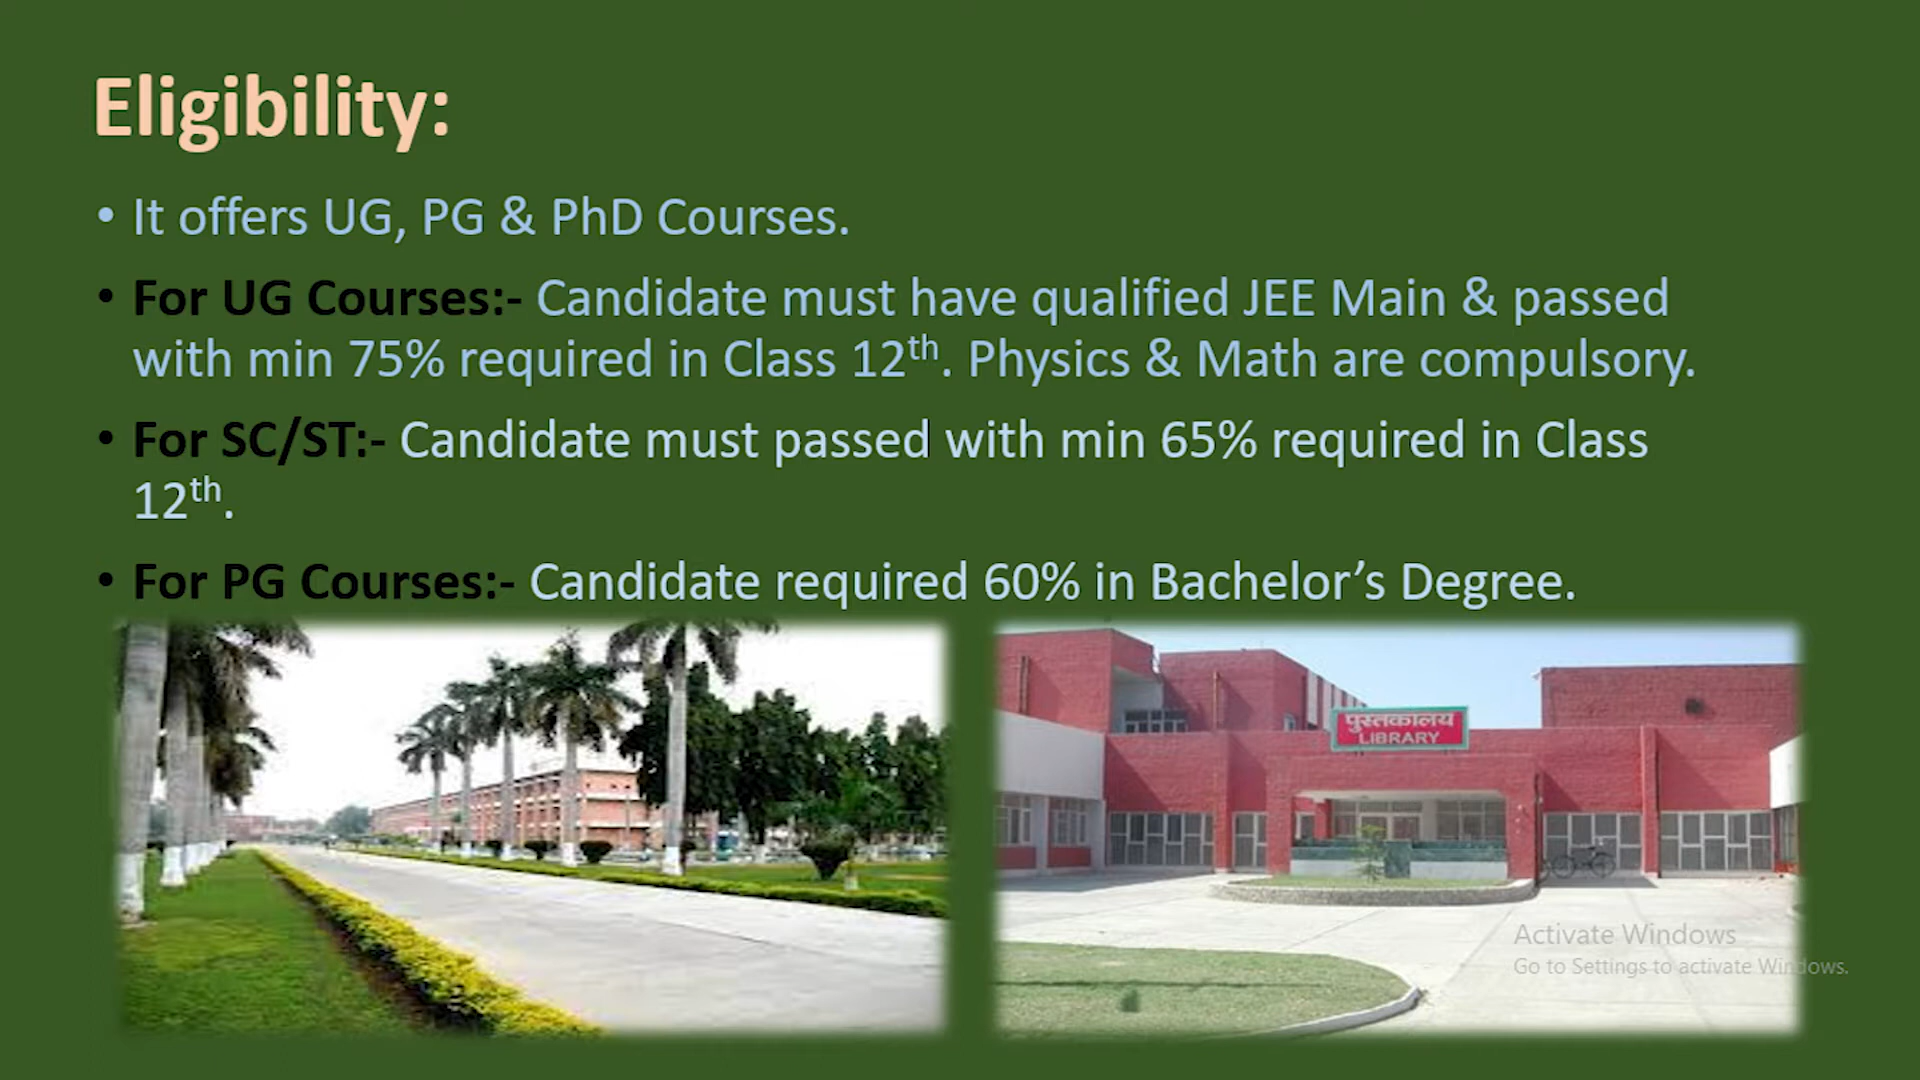 Eligibility:
• It offers UG, PG & PhD Courses.
• For UG Courses:- Candidate must have qualified JEE Main & passed
with min 75% required in Class 12th. Physics & Math are compulsory.
• For SC/ST:- Candidate must passed with min 65% required in Class
12th.
• For PG Courses:- Candidate required 60% in Bachelor’s Degree.
पुस्तकालय
LIBRARY
Activate Windows
Go to Settings to activate Windows.